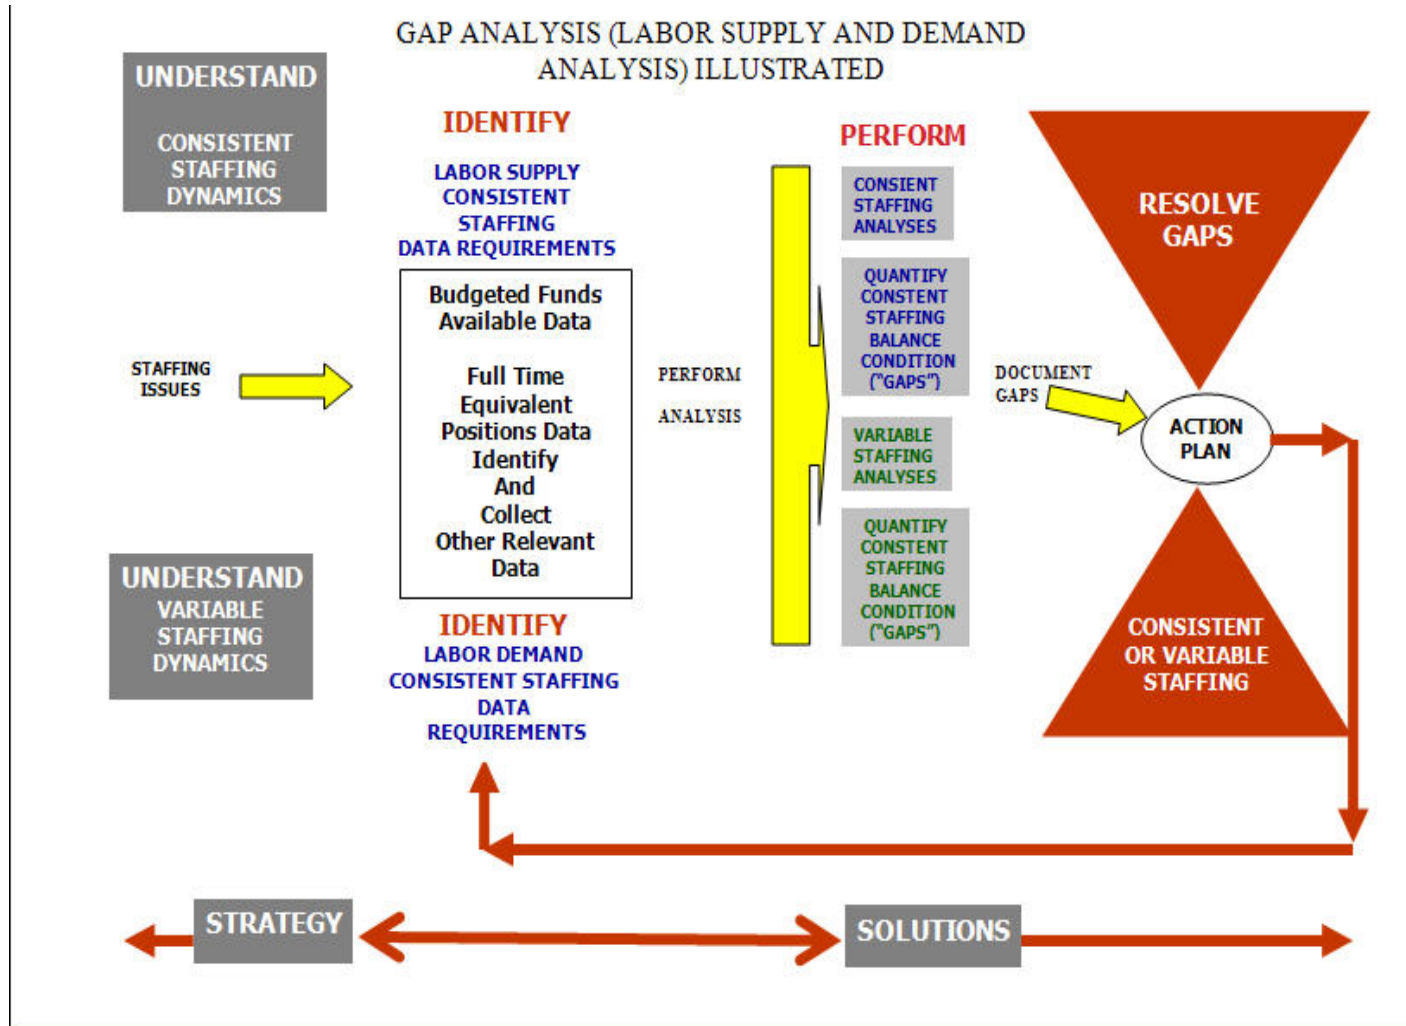 GAP ANALYSIS (LABOR SUPPLY AND DEMAND
ANALYSIS) ILLUSTRATED
UNDERSTAND
CONSISTENT
STAFFING
DYNAMICS
STAFFING
ISSUES
UNDERSTAND
VARIABLE
STAFFING
DYNAMICS
IDENTIFY
LABOR SUPPLY
CONSISTENT
STAFFING
DATA REQUIREMENTS
Budgeted Funds
Available Data
Full Time
Equivalent
Positions Data
Identify
And
Collect
Other Relevant
Data
IDENTIFY
LABOR DEMAND
CONSISTENT STAFFING
DATA
REQUIREMENTS
PERFORM
ANALYSIS
PERFORM
CONSIENT
STAFFING
ANALYSES
QUANTIFY
CONSTENT
STAFFING
BALANCE
CONDITION
("GAPS")
VARIABLE
STAFFING
ANALYSES
QUANTIFY
CONSTENT
STAFFING
BALANCE
CONDITION
("GAPS")
DOCUMENT
GAPS
RESOLVE
GAPS
ACTION
PLAN
CONSISTENT
OR VARIABLE
STAFFING
STRATEGY
SOLUTIONS